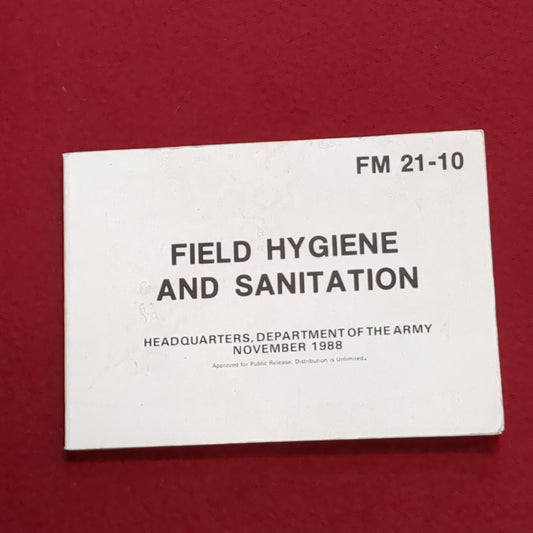 FM 21-10
FIELD HYGIENE
AND SANITATION
HEADQUARTERS, DEPARTMENT OF THE ARMY
NOVEMBER 1988
Approved for Public Release. Distribution is Unlimited.